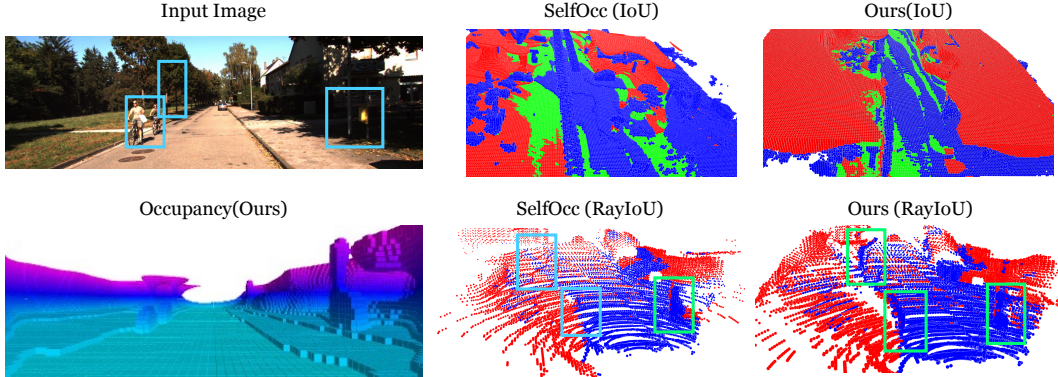 Input Image
SelfOcc (IoU)
Ours(IoU)
Occupancy(Ours)
SelfOcc (RayIoU)
Ours (RayIoU)